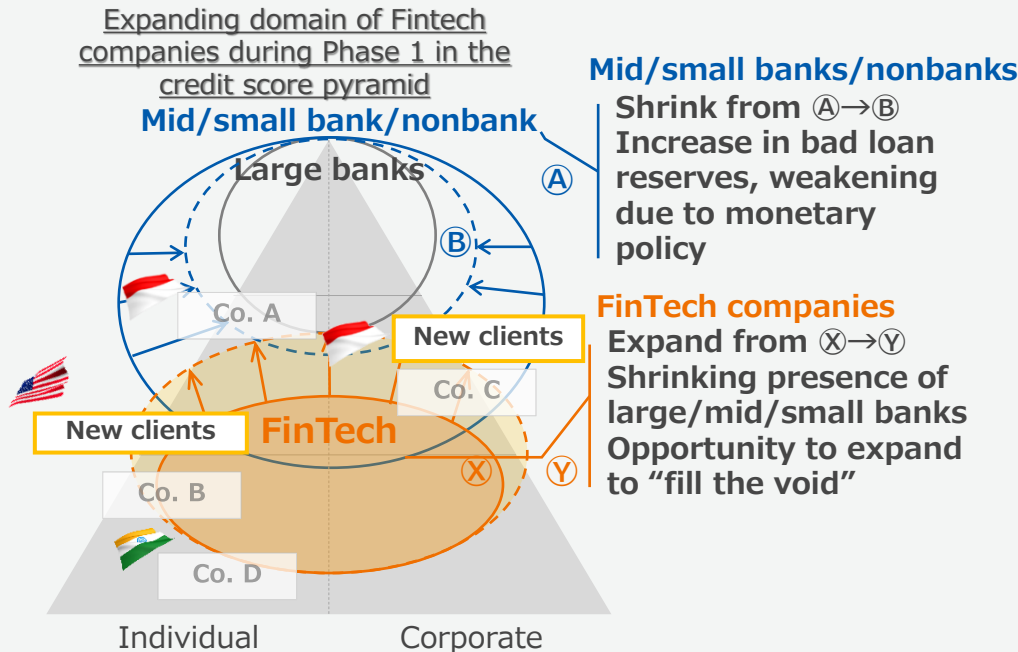 Expanding domain of Fintech
companies during Phase 1 in the
credit score pyramid
Mid/small bank/nonbank
Large banks
Ⓐ
Ⓑ
Co. A
New clients
Co. C
New clients
FinTech
Ⓧ
Ⓨ
Co. B
Co. D
Individual
Corporate
Mid/small banks/nonbanks
Shrink from Ⓐ→Ⓑ
Increase in bad loan
reserves, weakening
due to monetary
policy
FinTech companies
Expand from Ⓧ→Ⓨ
Shrinking presence of
large/mid/small banks
Opportunity to expand
to “fill the void”